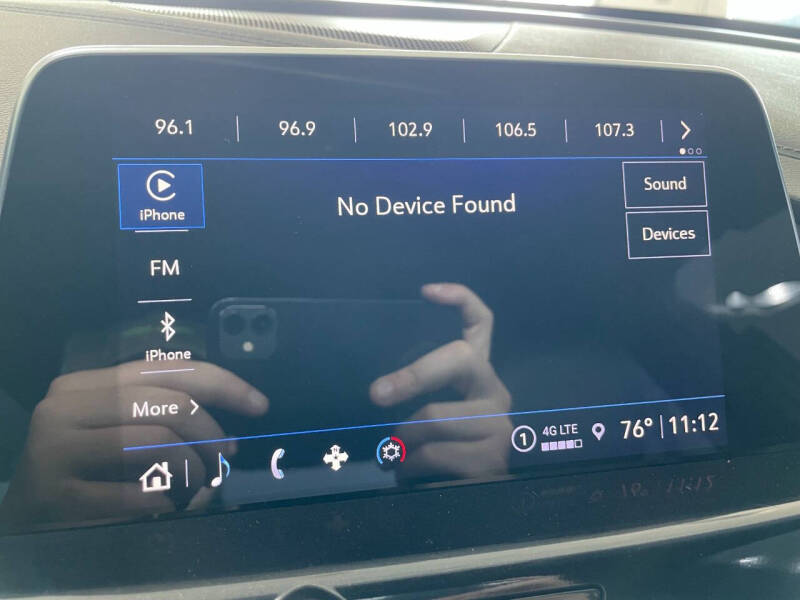 96.1 96.9 102.9 106.5 107.3
iPhone
No Device Found
Sound
Devices
FM
iPhone
More
1 4G LTE 76° 11:12